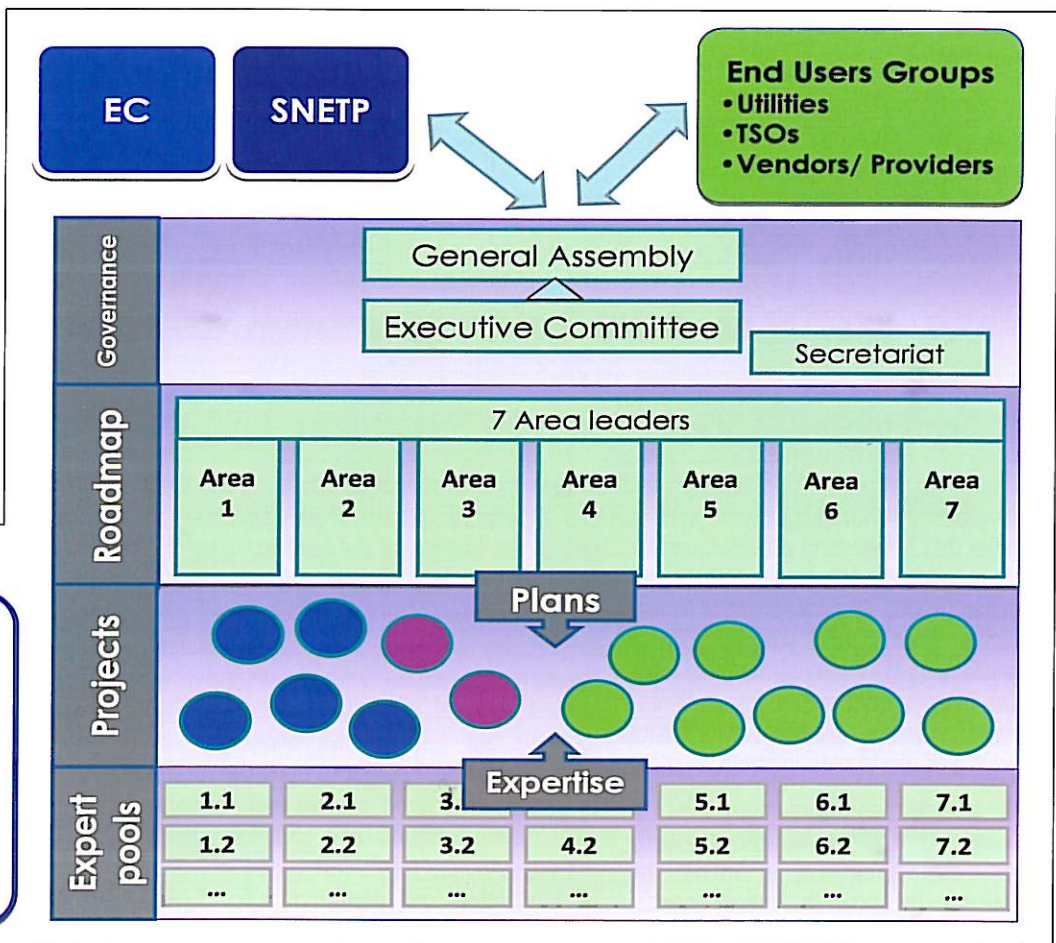 EC
SNETP
End Users Groups
•Utilities
•TSOs
•Vendors/ Providers
Governance
General Assembly
Executive Committee
Secretariat
Roadmap
7 Area leaders
Area
1
Area
2
Area
3
Area
4
Area
5
Area
6
Area
7
Plans
Projects
Expertise
Expert
pools
1.1
2.1
3.
5.1
6.1
7.1
1.2
2.2
3.2
4.2
5.2
6.2
7.2
...
...
...
...
...
...
...